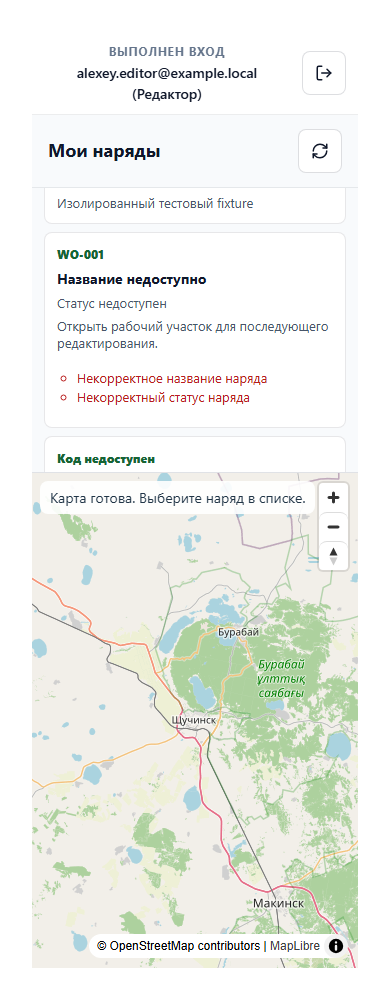 ВЫПОЛНЕН ВХОД
alexey.editor@example.local
(Редактор)
Мои наряды
Изолированный тестовый fixture
WO-001
Название недоступно
Статус недоступен
Открыть рабочий участок для последующего
редактирования.
Некорректное название наряда
Некорректный статус наряда
Код недоступен
Карта готова. Выберите наряд в списке.
Бурабай
Бурабай
ұлттық
саябағы
Щучинск
Макинск
© OpenStreetMap contributors | MapLibre